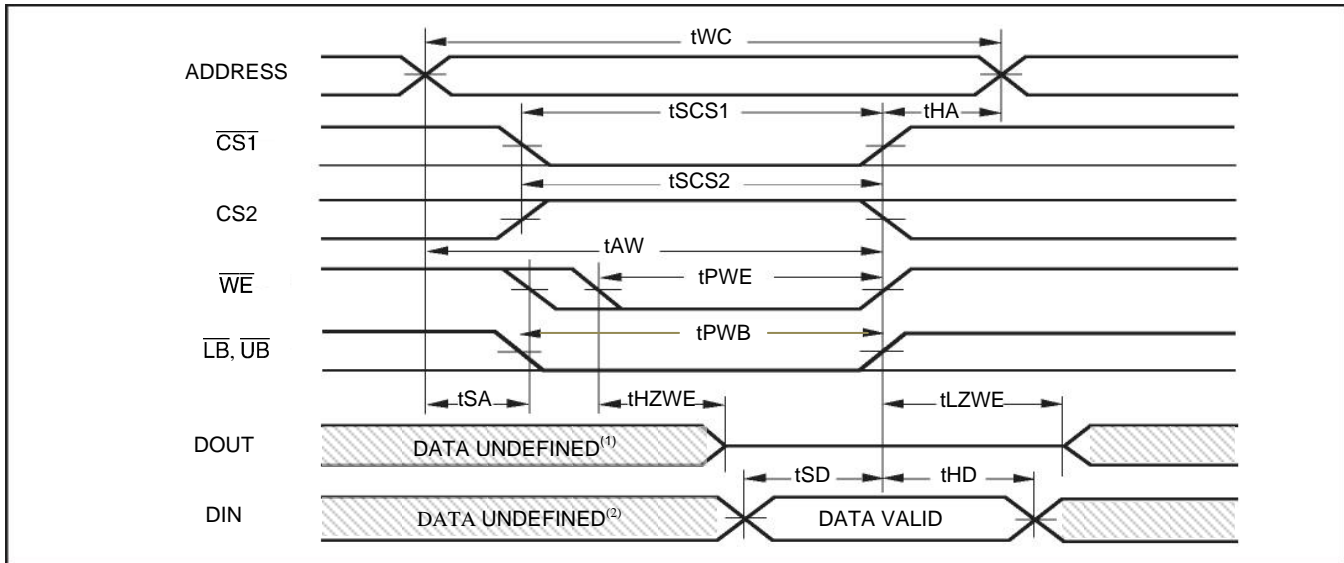 tWC
ADDRESS
tSCS1
tHA
CS1
tSCS2
CS2
tAW
WE
tPWE
LB, UB
tPWB
tSA
tHZWE
tLZWE
DOUT
DATA UNDEFINED(1)
tSD
tHD
DIN
DATA UNDEFINED(2)
DATA VALID